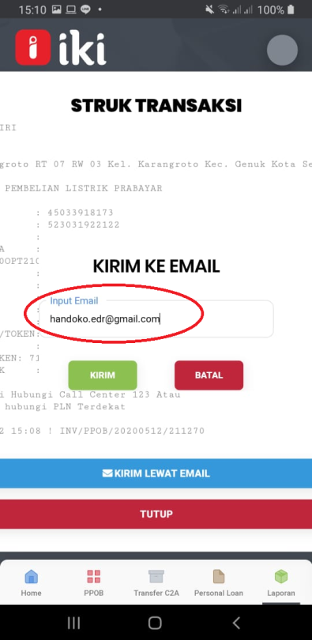 15:10
100%
iki
STRUK TRANSAKSI
groto RT 07 RW 03 Kel. Karangroto Kec. Genuk Kota Se
PEMBELIAN LISTRIK PRABAYAR
: 45033918173
: 523031922122
:
A :
00PT21C
KIRIM KE EMAIL
Input Email
handoko.edr@gmail.com
/TOKEN:
KEN: 71
K :
KIRIM
BATAL
i Hubungi Call Center 123 Atau
hubungi PLN Terdekat
2 15:08 ! INV/PPOB/20200512/211270
KIRIM LEWAT EMAIL
TUTUP
Home
PPOB
Transfer C2A
Personal Loan
Laporan